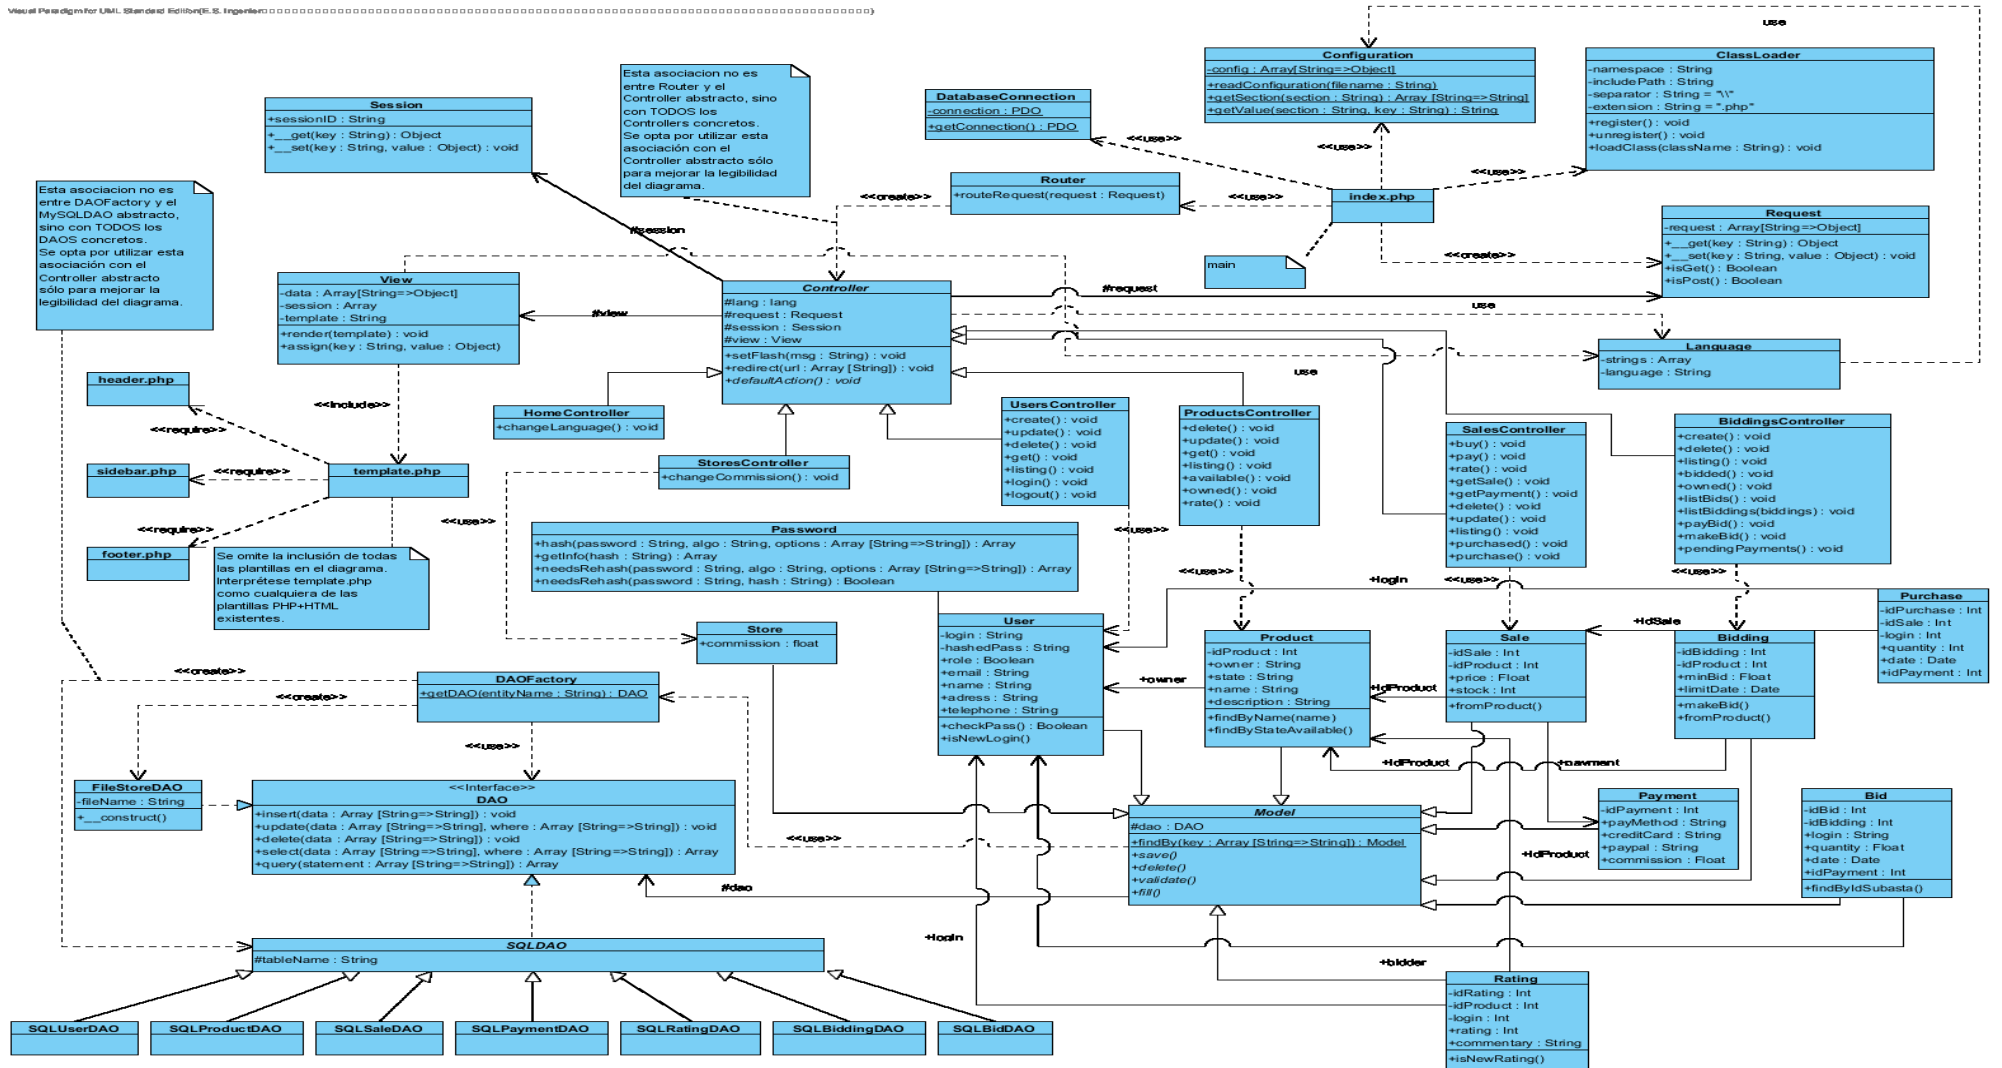 Visual Paradigm for UML Standard Edition(E.S. Ingenier
Session
+sessionID : String
+__get(key : String) : Object
+__set(key : String, value : Object) : void
Esta asociacion no es
entre Router y el
Controller abstracto, sino
con TODOS los
Controllers concretos.
Se opta por utilizar esta
asociación con el
Controller abstracto sólo
para mejorar la legibilidad
del diagrama.
DatabaseConnection
-connection : PDO
+getConnection() : PDO
Configuration
-config : Array[String=>Object]
+readConfiguration(filename : String)
+getSection(section : String) : Array [String=>String]
+getValue(section : String, key : String) : String
use
ClassLoader
-namespace : String
-includePath : String
-separator : String = "\\"
-extension : String = ".php"
+register() : void
+unregister() : void
+loadClass(className : String) : void
<<use>>
<<use>>
<<use>>
Router
+routeRequest(request : Request)
<<create>>
<<use>>
index.php
main
<<create>>
Request
-request : Array[String=>Object]
+__get(key : String) : Object
+__set(key : String, value : Object) : void
+isGet() : Boolean
+isPost() : Boolean
Esta asociacion no es
entre DAOFactory y el
MySQLDAO abstracto,
sino con TODOS los
DAOS concretos.
Se opta por utilizar esta
asociación con el
Controller abstracto
sólo para mejorar la
legibilidad del diagrama.
#session
View
-data : Array[String=>Object]
-session : Array
-template : String
+render(template) : void
+assign(key : String, value : Object)
#view
Controller
#lang : lang
#request : Request
#session : Session
#view : View
+setFlash(msg : String) : void
+redirect(url : Array [String]) : void
+defaultAction() : void
#request
use
use
Language
-strings : Array
-language : String
header.php
<<include>>
<<require>>
sidebar.php
<<require>>
template.php
<<require>>
footer.php
Se omite la inclusión de todas
las plantillas en el diagrama.
Interprétese template.php
como cualquiera de las
plantillas PHP+HTML
existentes.
HomeController
+changeLanguage() : void
StoresController
+changeCommission() : void
<<use>>
UsersController
+create() : void
+update() : void
+delete() : void
+get() : void
+listing() : void
+login() : void
+logout() : void
<<use>>
ProductsController
+delete() : void
+update() : void
+get() : void
+listing() : void
+available() : void
+owned() : void
+rate() : void
<<use>>
SalesController
+buy() : void
+pay() : void
+rate() : void
+getSale() : void
+getPayment() : void
+delete() : void
+update() : void
+listing() : void
+purchased() : void
+purchase() : void
<<use>>
BiddingsController
+create() : void
+delete() : void
+listing() : void
+bidded() : void
+owned() : void
+listBids() : void
+listBiddings(biddings) : void
+payBid() : void
+makeBid() : void
+pendingPayments() : void
<<use>>
Password
+hash(password : String, algo : String, options : Array [String=>String]) : Array
+getInfo(hash : String) : Array
+needsRehash(password : String, algo : String, options : Array [String=>String]) : Array
+needsRehash(password : String, hash : String) : Boolean
+login
Store
+commission : float
User
-login : String
-hashedPass : String
+role : Boolean
+email : String
+name : String
+adress : String
+telephone : String
+checkPass() : Boolean
+isNewLogin()
+owner
Product
-idProduct : Int
+owner : String
+state : String
+name : String
+description : String
+findByName(name)
+findByStateAvailable()
+idProduct
Sale
-idSale : Int
-idProduct : Int
+price : Float
+stock : Int
+fromProduct()
+idSale
Bidding
-idBidding : Int
-idProduct : Int
+minBid : Float
+limitDate : Date
+makeBid()
+fromProduct()
Purchase
-idPurchase : Int
-idSale : Int
-login : Int
+quantity : Int
+date : Date
+idPayment : Int
<<create>>
<<create>>
DAOFactory
+getDAO(entityName : String) : DAO
<<use>>
FileStoreDAO
-fileName : String
+__construct()
<<Interface>>
DAO
+insert(data : Array [String=>String]) : void
+update(data : Array [String=>String], where : Array [String=>String]) : void
+delete(data : Array [String=>String]) : void
+select(data : Array [String=>String], where : Array [String=>String]) : Array
+query(statement : Array [String=>String]) : Array
<<use>>
#dao
+idProduct
+payment
Model
#dao : DAO
+findBy(key : Array [String=>String]) : Model
+save()
+delete()
+validate()
+fill()
+idProduct
Payment
-idPayment : Int
+payMethod : String
+creditCard : String
+paypal : String
+commission : Float
Bid
-idBid : Int
-idBidding : Int
+login : String
+quantity : Float
+date : Date
+idPayment : Int
+findByIdSubasta()
+login
+bidder
SQLDAO
#tableName : String
SQLUserDAO
SQLProductDAO
SQLSaleDAO
SQLPaymentDAO
SQLRatingDAO
SQLBiddingDAO
SQLBidDAO
Rating
-idRating : Int
-idProduct : Int
-login : Int
+rating : Int
+commentary : String
+isNewRating()